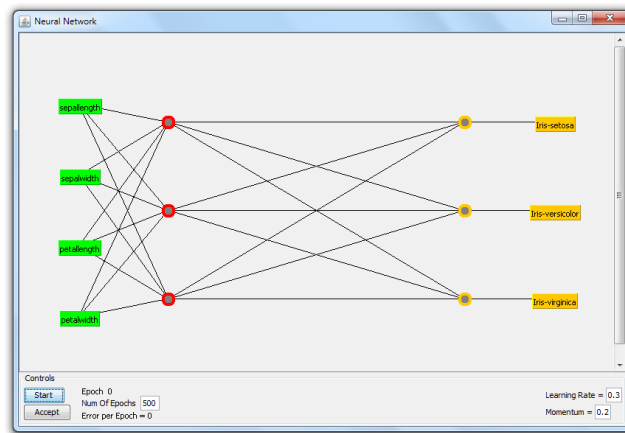 Neural Network
sepallength
Iris-setosa
sepalwidth
Iris-versicolor
petallength
petalwidth
Iris-virginica
Controls
Start
Accept
Epoch 0
Num Of Epochs 500
Error per Epoch = 0
Learning Rate = 0.3
Momentum = 0.2